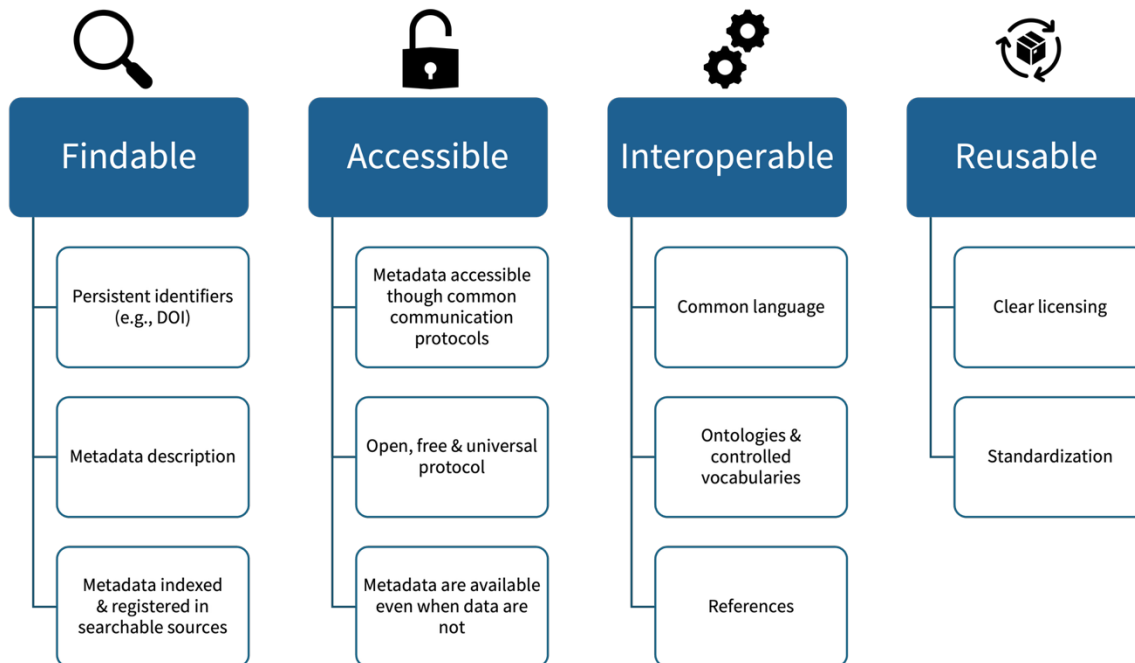 Findable
Persistent identifiers
(e.g., DOI)
Metadata description
Metadata indexed
& registered in
searchable sources
Accessible
Metadata accessible
though common
communication
protocols
Open, free & universal
protocol
Metadata are available
even when data are
not
Interoperable
Common language
Ontologies &
controlled
vocabularies
References
Reusable
Clear licensing
Standardization